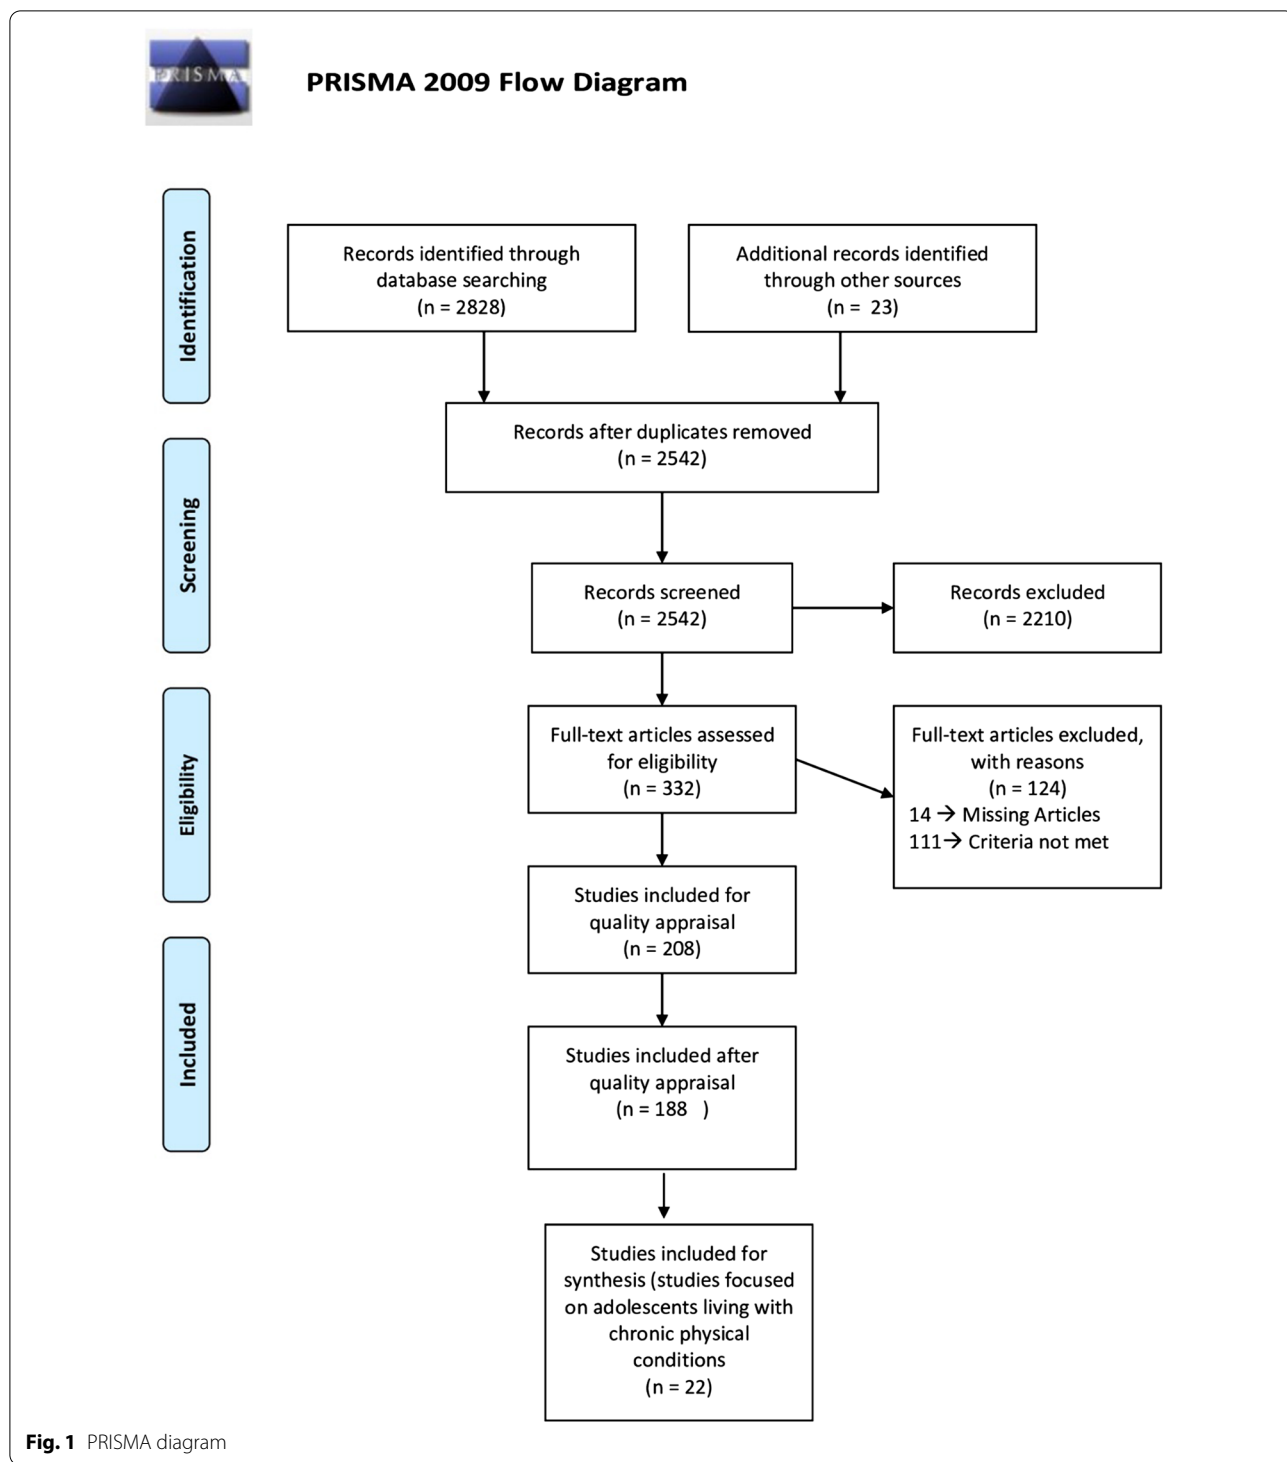 PRISMA
PRISMA 2009 Flow Diagram
Identification
Records identified through
database searching
(n = 2828)
Additional records identified
through other sources
(n = 23)
Records after duplicates removed
(n = 2542)
Screening
Records screened
(n = 2542)
Records excluded
(n = 2210)
Eligibility
Full-text articles assessed
for eligibility
(n = 332)
Full-text articles excluded,
with reasons
(n = 124)
14 → Missing Articles
111→ Criteria not met
Studies included for
quality appraisal
(n = 208)
Included
Studies included after
quality appraisal
(n = 188 )
Studies included for
synthesis (studies focused
on adolescents living with
chronic physical
conditions
(n = 22)
Fig. 1 PRISMA diagram